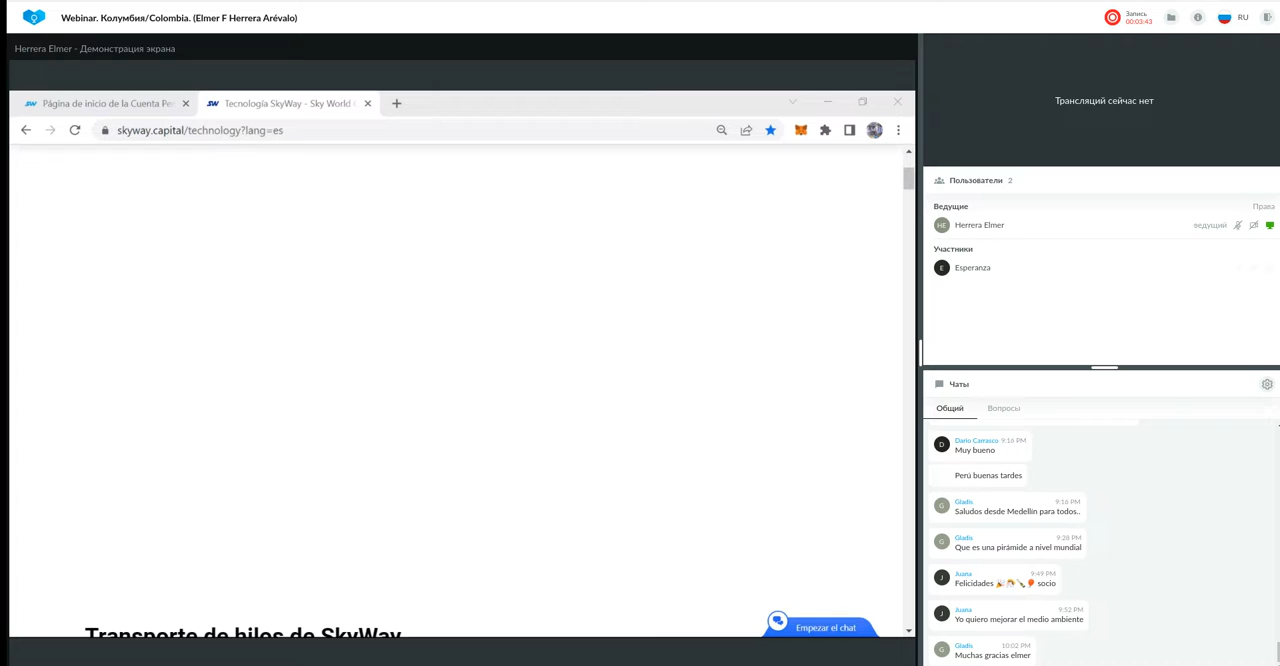 Webinar. Колумбия/Colombia. (Elmer F Herrera Arévalo)
Запись
00:03:43
RU
Herrera Elmer - Демонстрация экрана
SW Página de inicio de la Cuenta Pe
SW Tecnología SkyWay - Sky World
skyway.capital/technology?lang=es
Transporte de hilos de SkyWay
Empezar el chat
Трансляций сейчас нет
Пользователи 2
Ведущие Права
HE Herrera Elmer ведущий
Участники
E Esperanza
Чаты
Общий Вопросы
D Dario Carrasco 9:16 PM
Muy bueno
Perú buenas tardes
G Gladis 9:16 PM
Saludos desde Medellín para todos..
G Gladis 9:28 PM
Que es una pirámide a nivel mundial
J Juana 9:49 PM
Felicidades 🎉🎊🍾🎈 socio
J Juana 9:52 PM
Yo quiero mejorar el medio ambiente
G Gladis 10:02 PM
Muchas gracias elmer